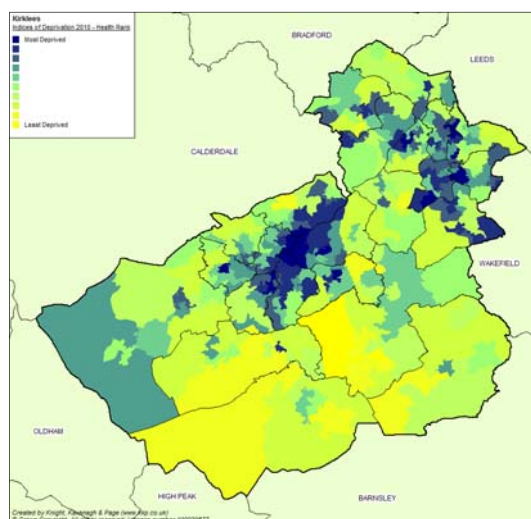 Kirklees
Indices of Deprivation 2010 - Health Rank
Most Deprived
Least Deprived
BRADFORD
LEEDS
CALDERDALE
WAKEFIELD
OLDHAM
HIGH PEAK
BARNSLEY
Created by Knight, Kavanagh & Page (www.kkp.co.uk)